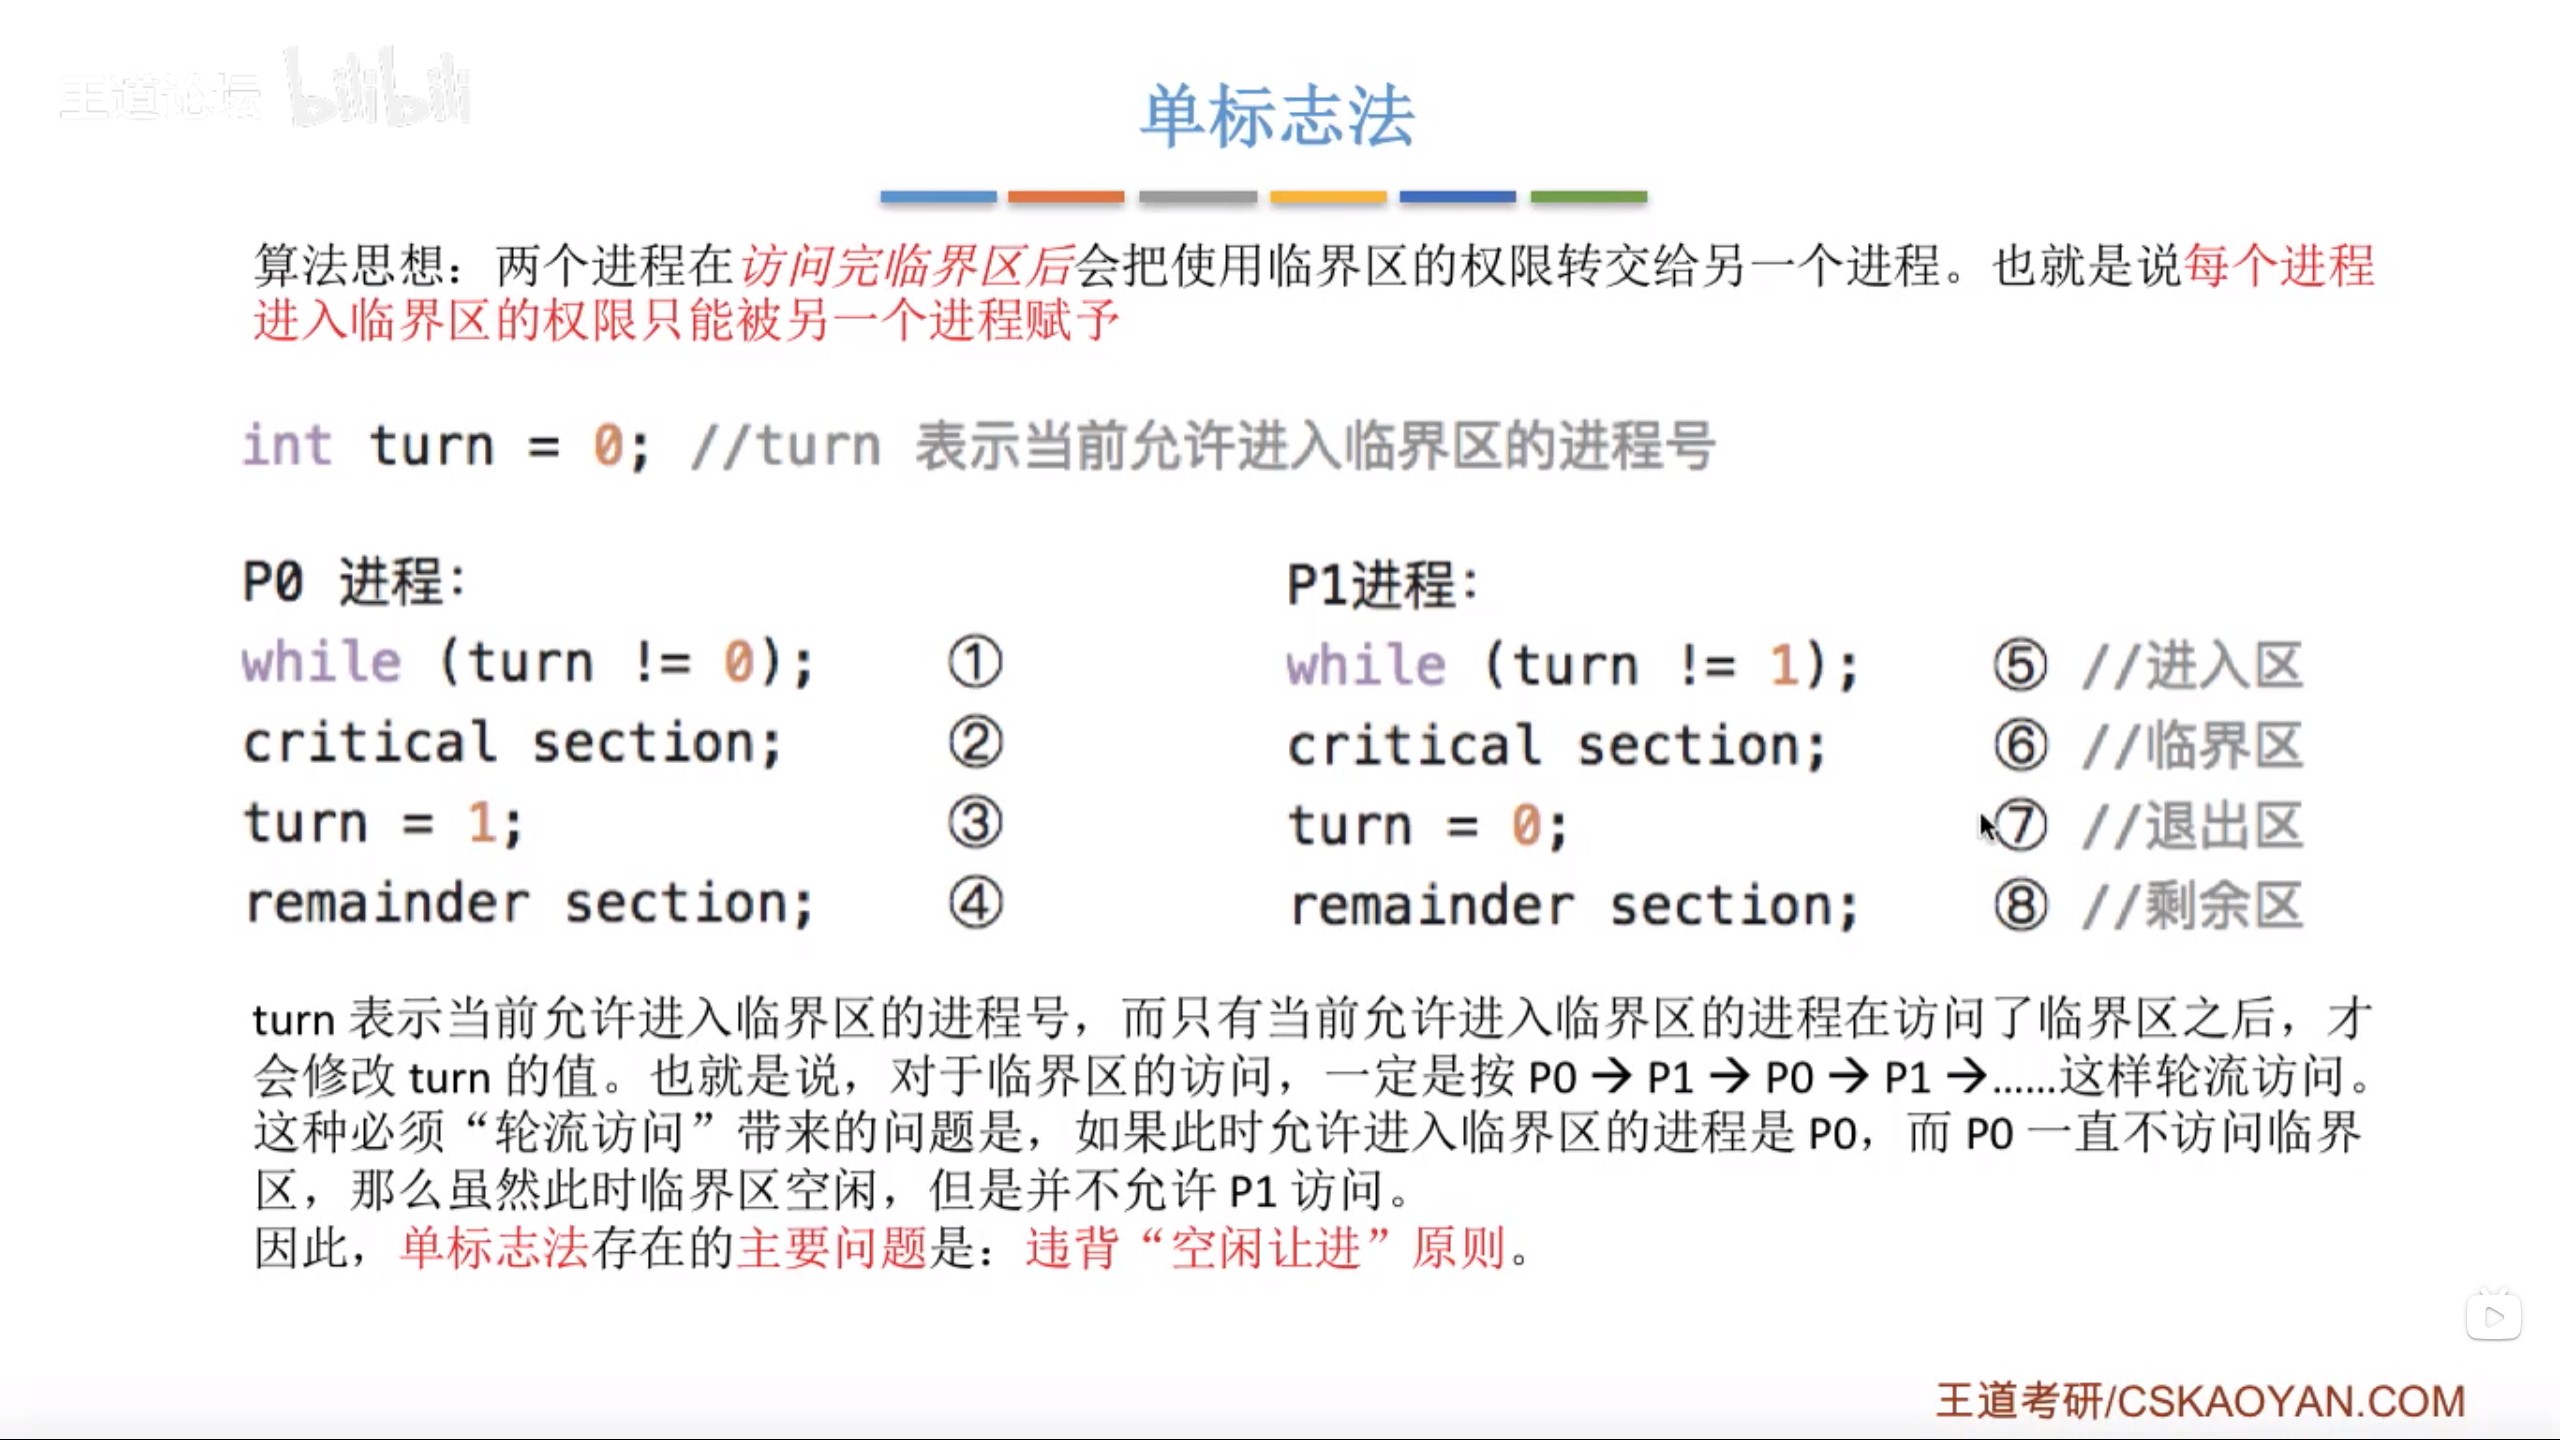 王道论坛 bilibili
单标志法
算法思想：两个进程在访问完临界区后会把使用临界区的权限转交给另一个进程。也就是说每个进程
进入临界区的权限只能被另一个进程赋予
int turn = 0; //turn 表示当前允许进入临界区的进程号
P0 进程：
while (turn != 0); ①
critical section; ②
turn = 1; ③
remainder section; ④
P1进程：
while (turn != 1); ⑤ //进入区
critical section; ⑥ //临界区
turn = 0; ⑦ //退出区
remainder section; ⑧ //剩余区
turn 表示当前允许进入临界区的进程号，而只有当前允许进入临界区的进程在访问了临界区之后，才
会修改 turn 的值。也就是说，对于临界区的访问，一定是按 P0 → P1 → P0 → P1 →……这样轮流访问。
这种必须“轮流访问”带来的问题是，如果此时允许进入临界区的进程是 P0，而 P0 一直不访问临界
区，那么虽然此时临界区空闲，但是并不允许 P1 访问。
因此，单标志法存在的主要问题是：违背“空闲让进”原则。
王道考研/CSKAOYAN.COM